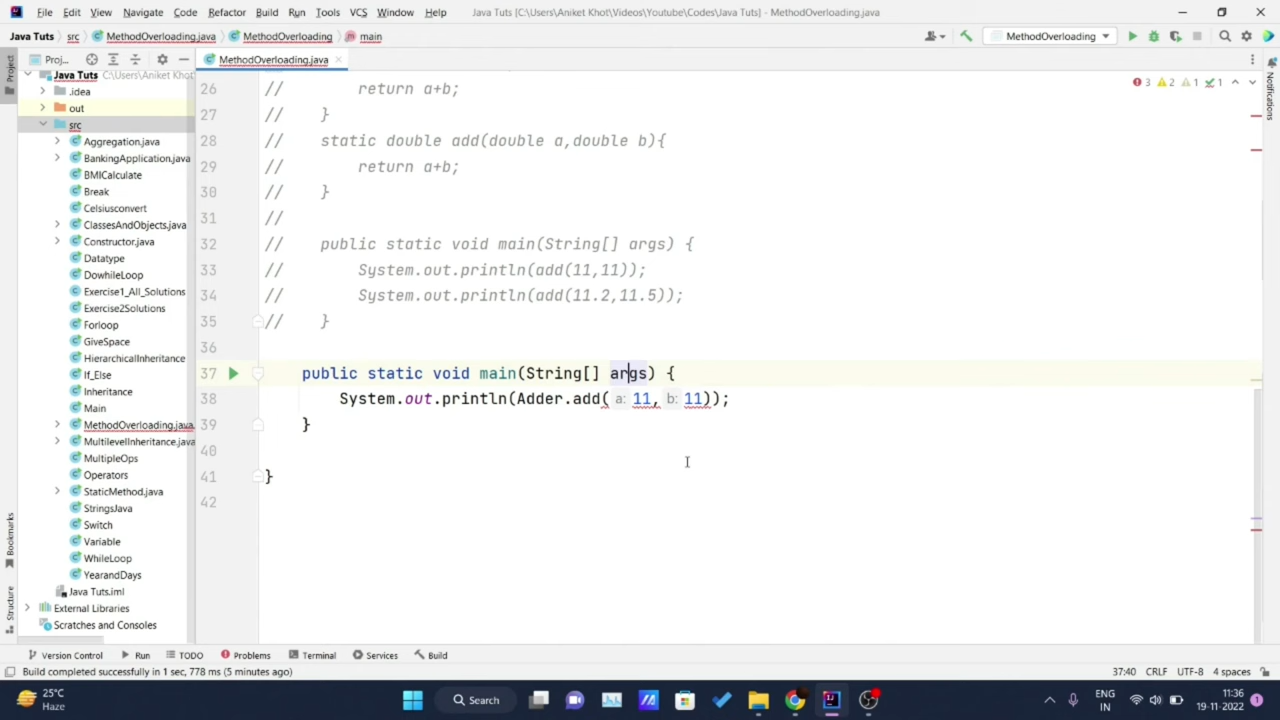 File Edit View Navigate Code Refactor Build Run Tools VCS Window Help Java Tuts [C:\Users\Aniket Khot\Videos\Youtube\Codes\Java Tuts] - MethodOverloading.java
Java Tuts src MethodOverloading.java MethodOverloading main MethodOverloading
Project Proj... MethodOverloading.java
Java Tuts C:\Users\Aniket Khot
.idea
out
src
Aggregation.java
BankingApplication.java
BMICalculate
Break
Celsiusconvert
ClassesAndObjects.java
Constructor.java
Datatype
DowhileLoop
Exercise1_All_Solutions
Exercise2Solutions
Forloop
GiveSpace
HierarchicalInheritance
If_Else
Inheritance
Main
MethodOverloading.java
MultilevelInheritance.java
MultipleOps
Operators
StaticMethod.java
StringsJava
Switch
Variable
WhileLoop
YearandDays
Java Tuts.iml
External Libraries
Scratches and Consoles
Bookmarks
Structure
26 // return a+b;
27 // }
28 // static double add(double a,double b){
29 // return a+b;
30 // }
31 //
32 // public static void main(String[] args) {
33 // System.out.println(add(11,11));
34 // System.out.println(add(11.2,11.5));
35 // }
36
37 public static void main(String[] args) {
38 System.out.println(Adder.add( a: 11, b: 11));
39 }
40
41 }
42
3 2 1 1
Notifications
Version Control Run TODO Problems Terminal Services Build
Build completed successfully in 1 sec, 778 ms (5 minutes ago) 37:40 CRLF UTF-8 4 spaces
25°C
Haze
Search
ENG
IN
11:36
19-11-2022
1